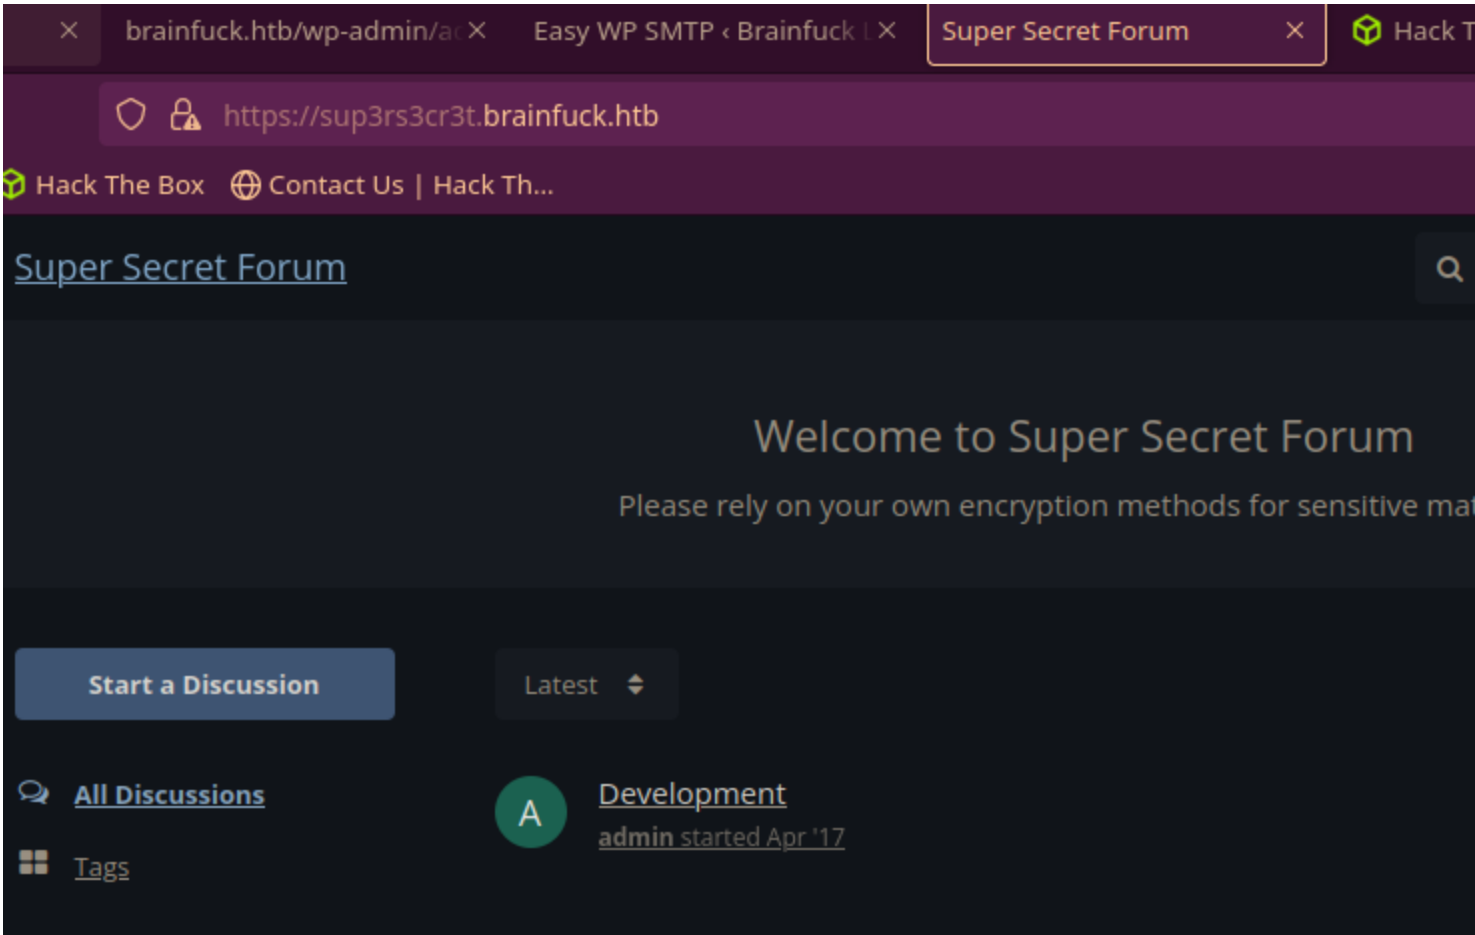 brainfuck.htb/wp-admin/ad
Easy WP SMTP ‹ Brainfuck
Super Secret Forum
Hack T
https://sup3rs3cr3t.brainfuck.htb
Hack The Box
Contact Us | Hack Th...
Super Secret Forum
Welcome to Super Secret Forum
Please rely on your own encryption methods for sensitive mat
Start a Discussion
Latest
All Discussions
A
Development
admin started Apr '17
Tags